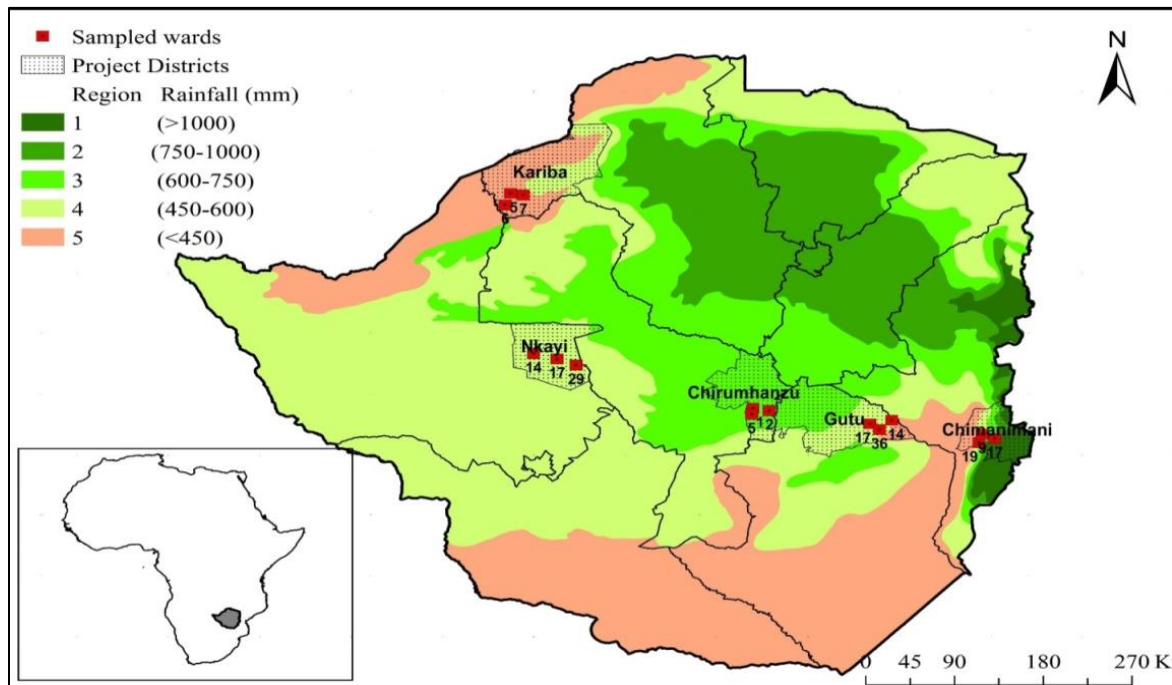 Sampled wards
Project Districts
Region Rainfall (mm)
1 (>1000)
2 (750-1000)
3 (600-750)
4 (450-600)
5 (<450)
N
Kariba
57
6
Nkayi
14 17 29
Chirumhanzu
5 12
Gutu
17 36 14
Chimanimani
19 9 17
0 45 90 180 270 K